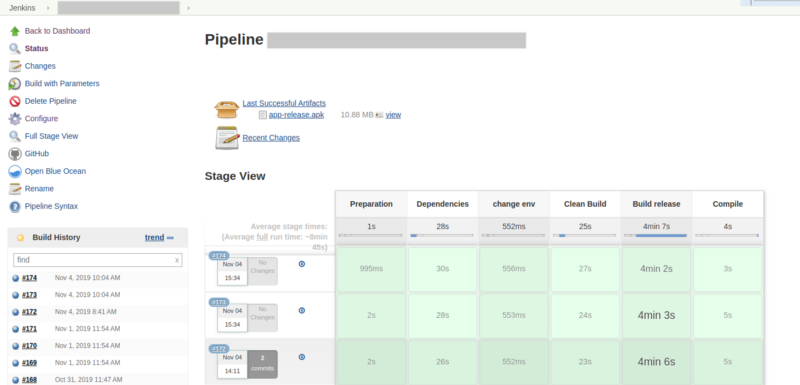 Jenkins
Back to Dashboard
Status
Changes
Build with Parameters
Delete Pipeline
Configure
Full Stage View
GitHub
Open Blue Ocean
Rename
Pipeline Syntax
Build History
trend
find
x
#174 Nov 4, 2019 10:04 AM
#173 Nov 4, 2019 10:04 AM
#172 Nov 4, 2019 8:41 AM
#171 Nov 1, 2019 11:54 AM
#170 Nov 1, 2019 11:54 AM
#169 Nov 1, 2019 11:54 AM
#168 Oct 31, 2019 11:47 AM
Pipeline
Last Successful Artifacts
app-release.apk 10.88 MB view
Recent Changes
Stage View
Preparation Dependencies change env Clean Build Build release Compile
Average stage times:
(Average full run time: ~8min
45s)
1s 28s 552ms 25s 4min 7s 4s
#174
Nov 04
15:34
No
Changes
995ms 30s 556ms 27s 4min 2s 3s
#173
Nov 04
15:34
No
Changes
2s 28s 553ms 24s 4min 3s 5s
#172
Nov 04
14:11
2
commits
2s 26s 552ms 23s 4min 6s 5s